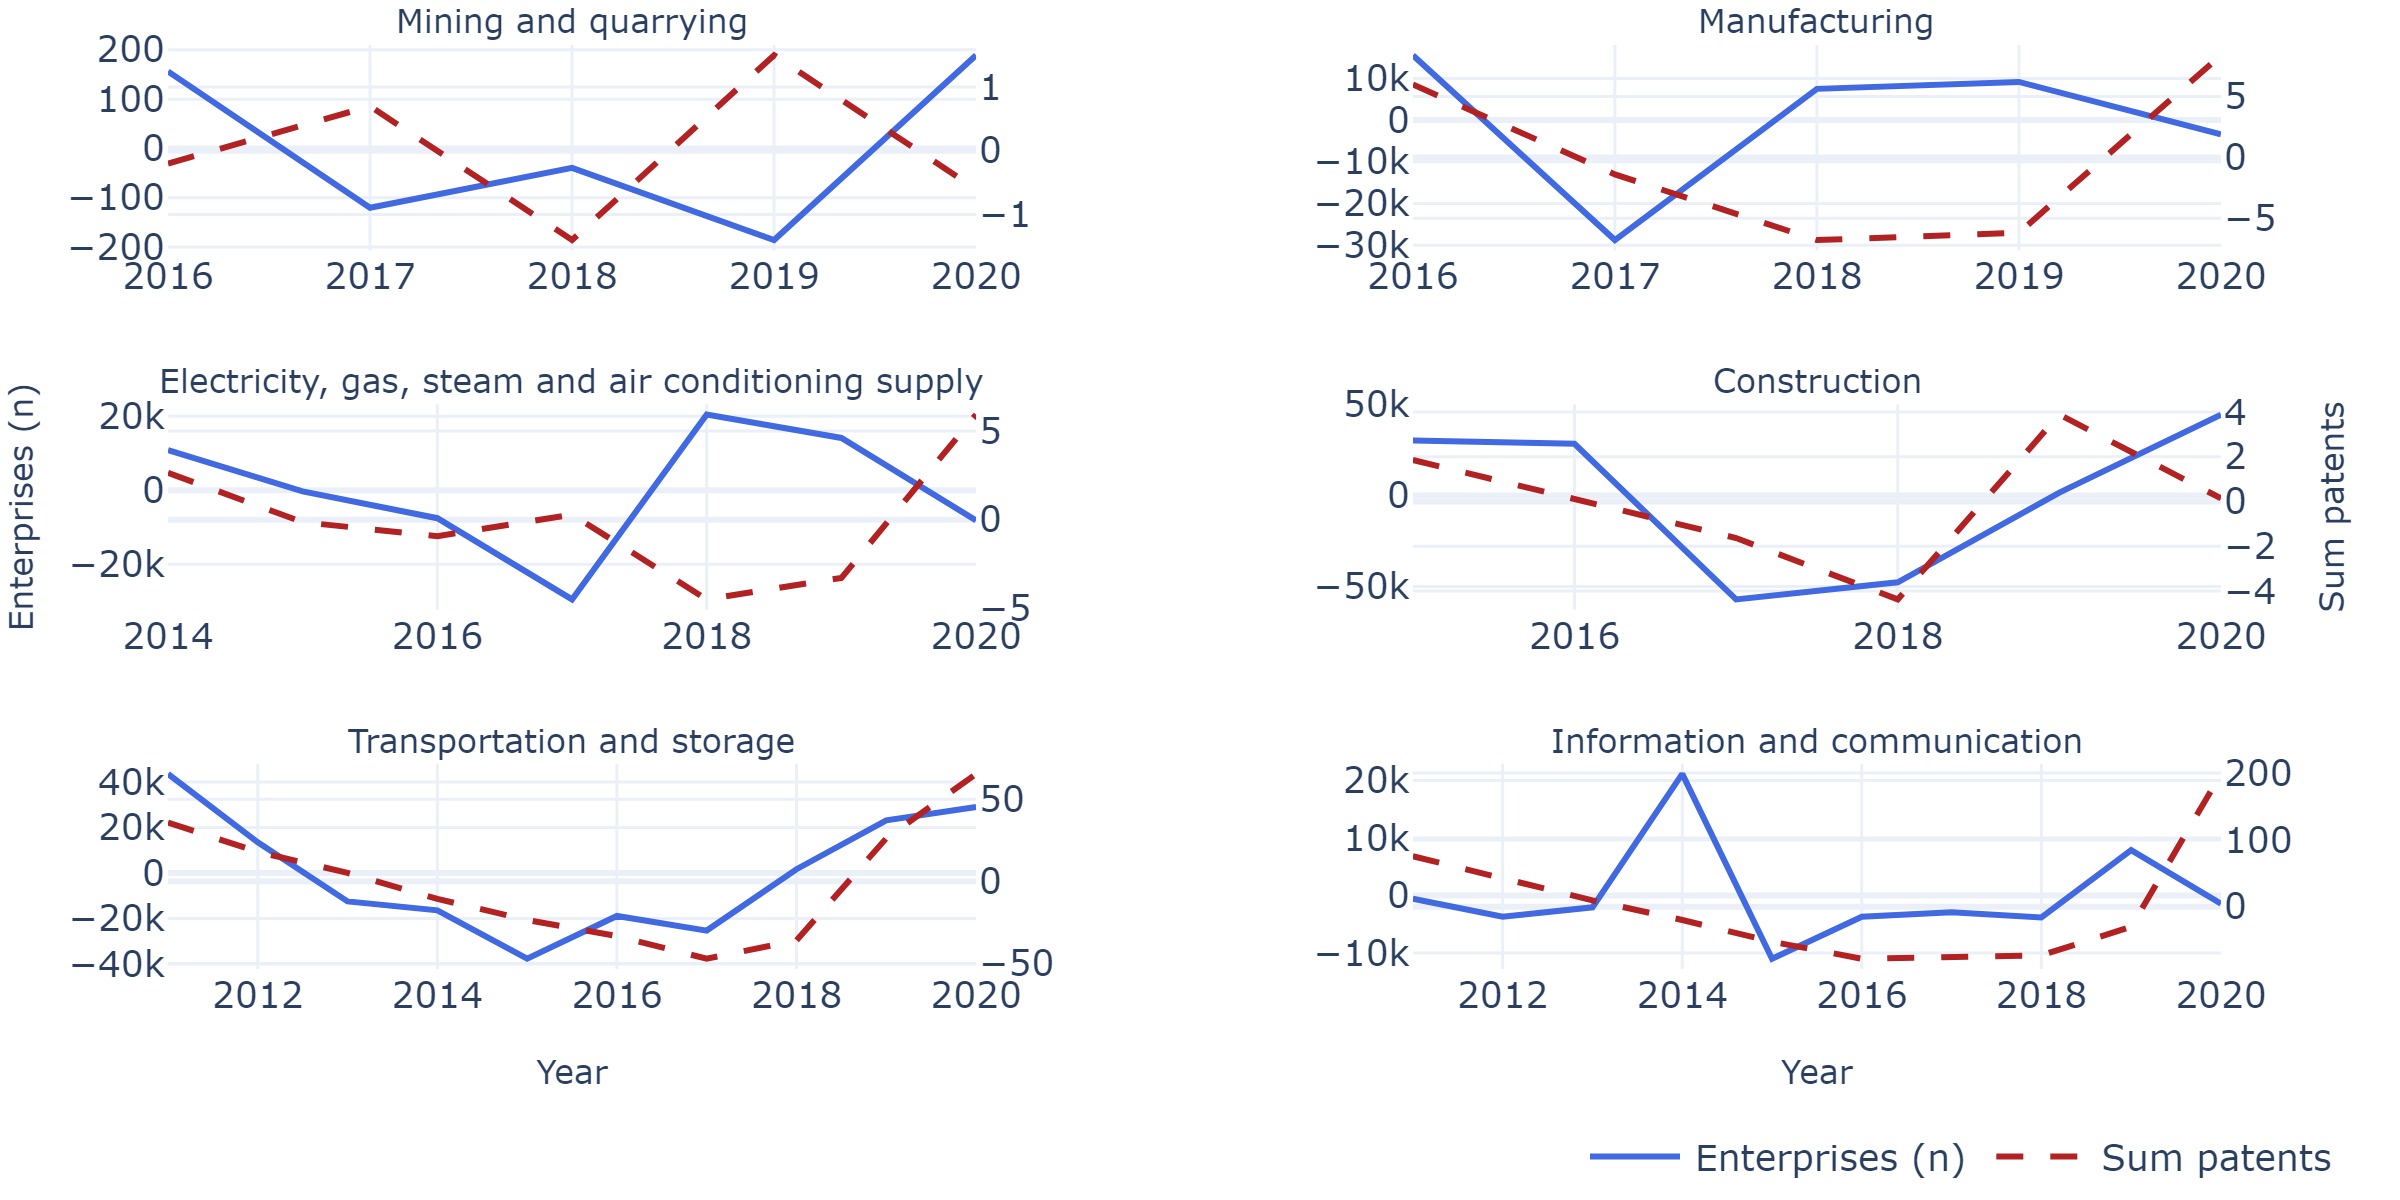 Mining and quarrying
200
100
0
−100
−200
1
0
−1
2016 2017 2018 2019 2020
Manufacturing
10k
0
−10k
−20k
−30k
5
0
−5
2016 2017 2018 2019 2020
Enterprises (n)
Electricity, gas, steam and air conditioning supply
20k
0
−20k
5
0
−5
2014 2016 2018 2020
Construction
50k
0
−50k
4
2
0
−2
−4
2016 2018 2020
Sum patents
Transportation and storage
40k
20k
0
−20k
−40k
50
0
−50
2012 2014 2016 2018 2020
Year
Information and communication
20k
10k
0
−10k
200
100
0
2012 2014 2016 2018 2020
Year
Enterprises (n) Sum patents